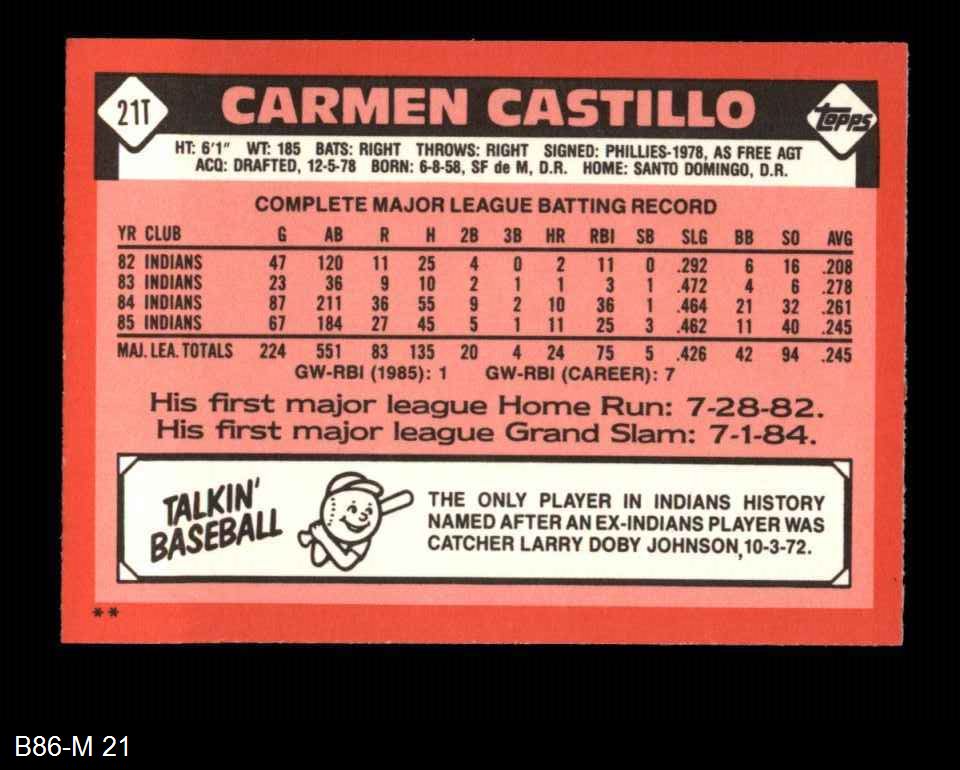 21T
CARMEN CASTILLO
Topps
HT: 6'1" WT: 185 BATS: RIGHT THROWS: RIGHT SIGNED: PHILLIES-1978, AS FREE AGT
ACQ: DRAFTED, 12-5-78 BORN: 6-8-58, SF de M, D.R. HOME: SANTO DOMINGO, D.R.
COMPLETE MAJOR LEAGUE BATTING RECORD
YR CLUB G AB R H 2B 3B HR RBI SB SLG BB SO AVG
82 INDIANS 47 120 11 25 4 0 2 11 0 .292 6 16 .208
83 INDIANS 23 36 9 10 2 1 1 3 1 .472 4 6 .278
84 INDIANS 87 211 36 55 9 2 10 36 1 .464 21 32 .261
85 INDIANS 67 184 27 45 5 1 11 25 3 .462 11 40 .245
MAJ. LEA. TOTALS 224 551 83 135 20 4 24 75 5 .426 42 94 .245
GW-RBI (1985): 1 GW-RBI (CAREER): 7
His first major league Home Run: 7-28-82.
His first major league Grand Slam: 7-1-84.
TALKIN'
BASEBALL
THE ONLY PLAYER IN INDIANS HISTORY
NAMED AFTER AN EX-INDIANS PLAYER WAS
CATCHER LARRY DOBY JOHNSON, 10-3-72.
**
B86-M 21